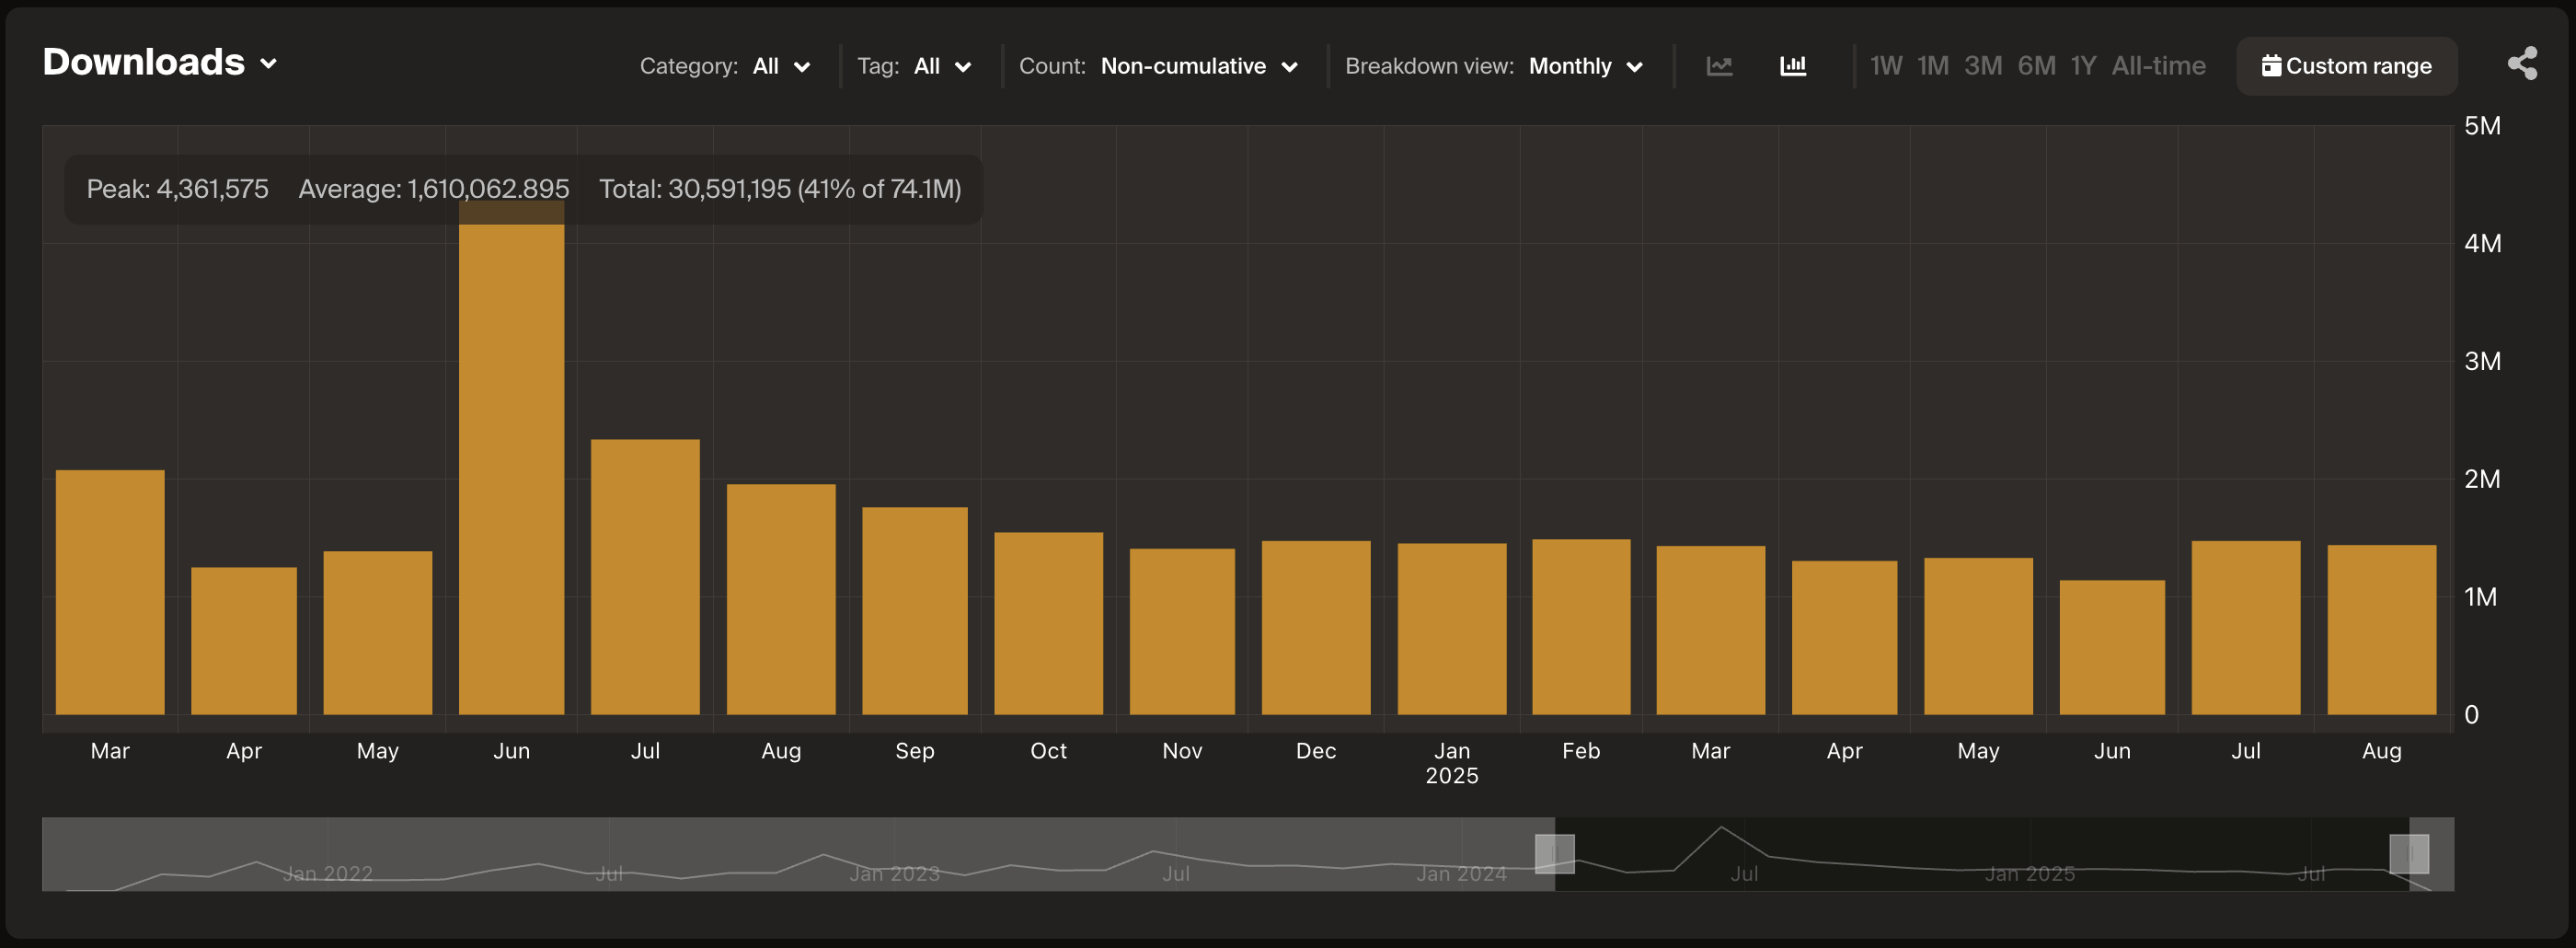 Downloads
Category: All Tag: All Count: Non-cumulative Breakdown view: Monthly 1W 1M 3M 6M 1Y All-time Custom range
Peak: 4,361,575 Average: 1,610,062.895 Total: 30,591,195 (41% of 74.1M)
5M
4M
3M
2M
1M
0
Mar Apr May Jun Jul Aug Sep Oct Nov Dec Jan Feb Mar Apr May Jun Jul Aug
2025
Jan 2022 Jul Jan 2023 Jul Jan 2024 Jul Jan 2025 Jul